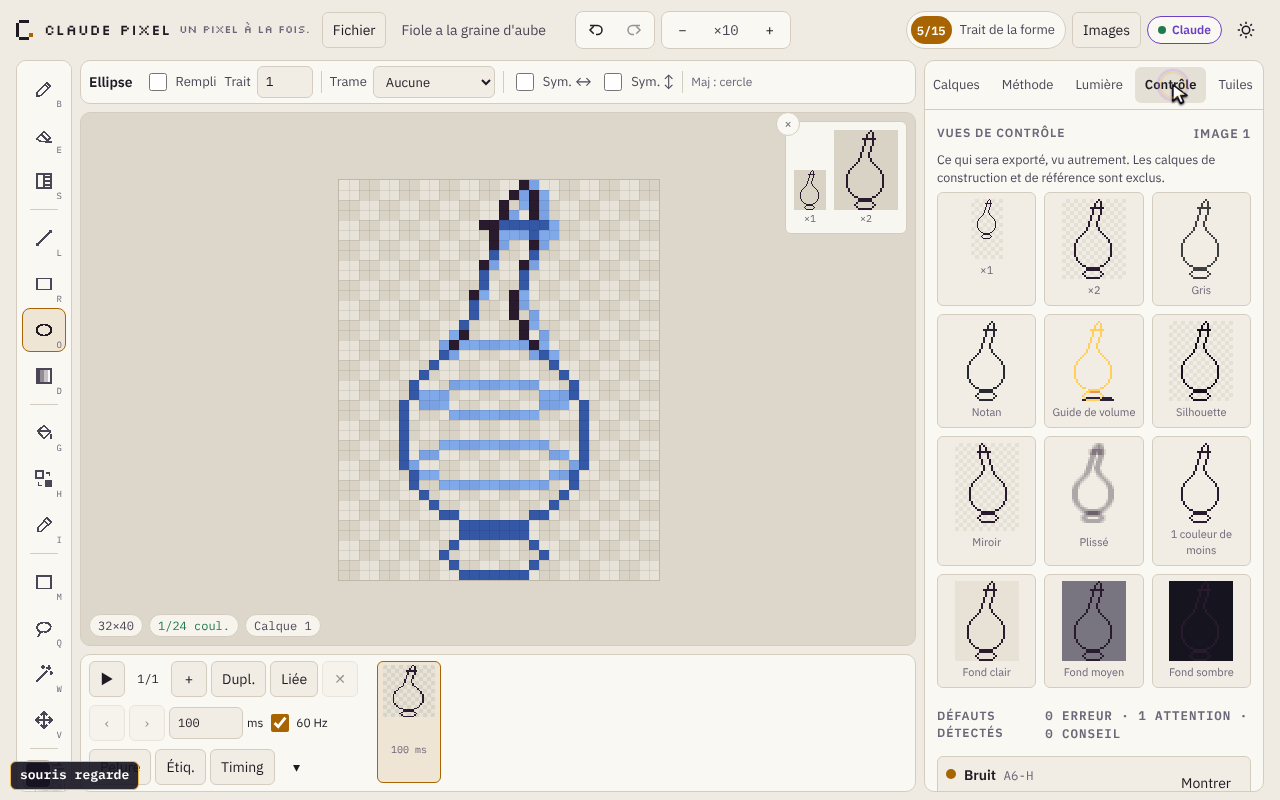 CLAUDE PIXEL UN PIXEL À LA FOIS. Fichier Fiole a la graine d'aube − ×10 + 5/15 Trait de la forme Images Claude
Ellipse Rempli Trait 1 Trame Aucune Sym. ↔ Sym. ↕ Maj : cercle
Calques Méthode Lumière Contrôle Tuiles
B
E
S
L
R
O
D
G
H
I
M
Q
W
V
×
×1 ×2
32×40 1/24 coul. Calque 1
VUES DE CONTRÔLE IMAGE 1
Ce qui sera exporté, vu autrement. Les calques de
construction et de référence sont exclus.
×1 ×2 Gris
Notan Guide de volume Silhouette
Miroir Plissé 1 couleur de
moins
Fond clair Fond moyen Fond sombre
DÉFAUTS
DÉTECTÉS
0 ERREUR · 1 ATTENTION ·
0 CONSEIL
Bruit A6-H Montrer
1/1 + Dupl. Liée ×
‹ › 100 ms 60 Hz
Étiq. Timing
100 ms
souris regarde